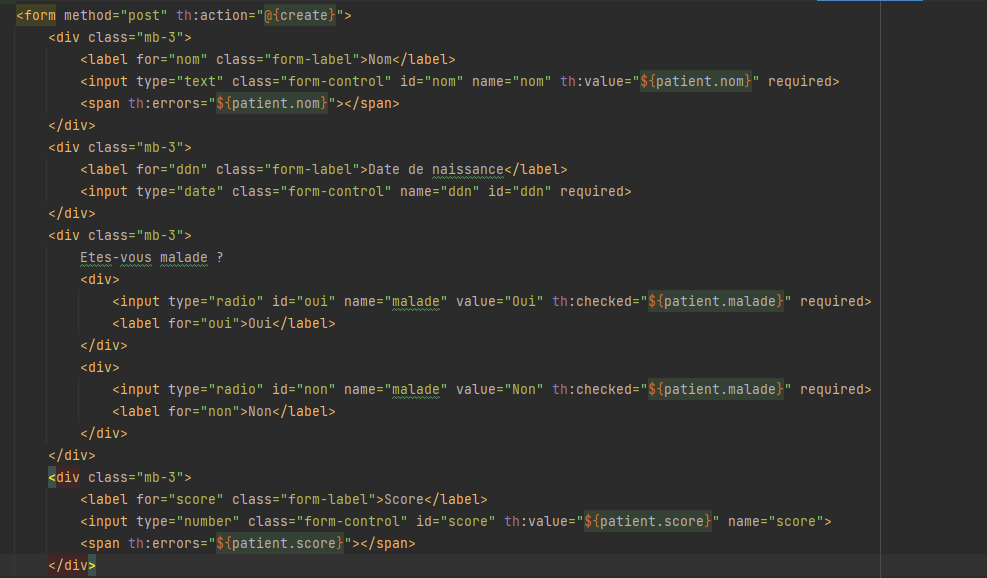 <form method="post" th:action="@{create}">
<div class="mb-3">
<label for="nom" class="form-label">Nom</label>
<input type="text" class="form-control" id="nom" name="nom" th:value="${patient.nom}" required>
<span th:errors="${patient.nom}"></span>
</div>
<div class="mb-3">
<label for="ddn" class="form-label">Date de naissance</label>
<input type="date" class="form-control" name="ddn" id="ddn" required>
</div>
<div class="mb-3">
Etes-vous malade ?
<div>
<input type="radio" id="oui" name="malade" value="Oui" th:checked="${patient.malade}" required>
<label for="oui">Oui</label>
</div>
<div>
<input type="radio" id="non" name="malade" value="Non" th:checked="${patient.malade}" required>
<label for="non">Non</label>
</div>
</div>
<div class="mb-3">
<label for="score" class="form-label">Score</label>
<input type="number" class="form-control" id="score" th:value="${patient.score}" name="score">
<span th:errors="${patient.score}"></span>
</div>